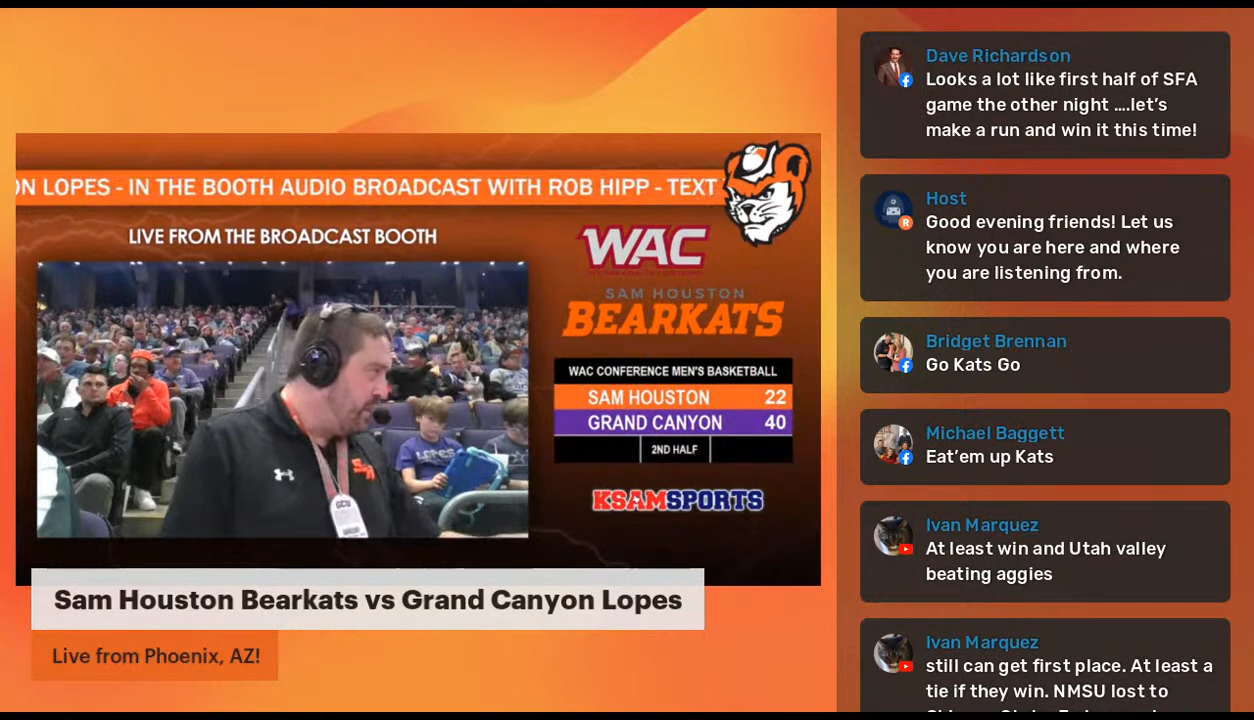 ON LOPES - IN THE BOOTH AUDIO BROADCAST WITH ROB HIPP - TEXT
LIVE FROM THE BROADCAST BOOTH
WAC
SAM HOUSTON
BEARKATS
WAC CONFERENCE MEN'S BASKETBALL
SAM HOUSTON 22
GRAND CANYON 40
2ND HALF
KSAMSPORTS
LOPES
GCU
Sam Houston Bearkats vs Grand Canyon Lopes
Live from Phoenix, AZ!
Dave Richardson
Looks a lot like first half of SFA
game the other night ....let's
make a run and win it this time!
Host
Good evening friends! Let us
know you are here and where
you are listening from.
Bridget Brennan
Go Kats Go
Michael Baggett
Eat'em up Kats
Ivan Marquez
At least win and Utah valley
beating aggies
Ivan Marquez
still can get first place. At least a
tie if they win. NMSU lost to